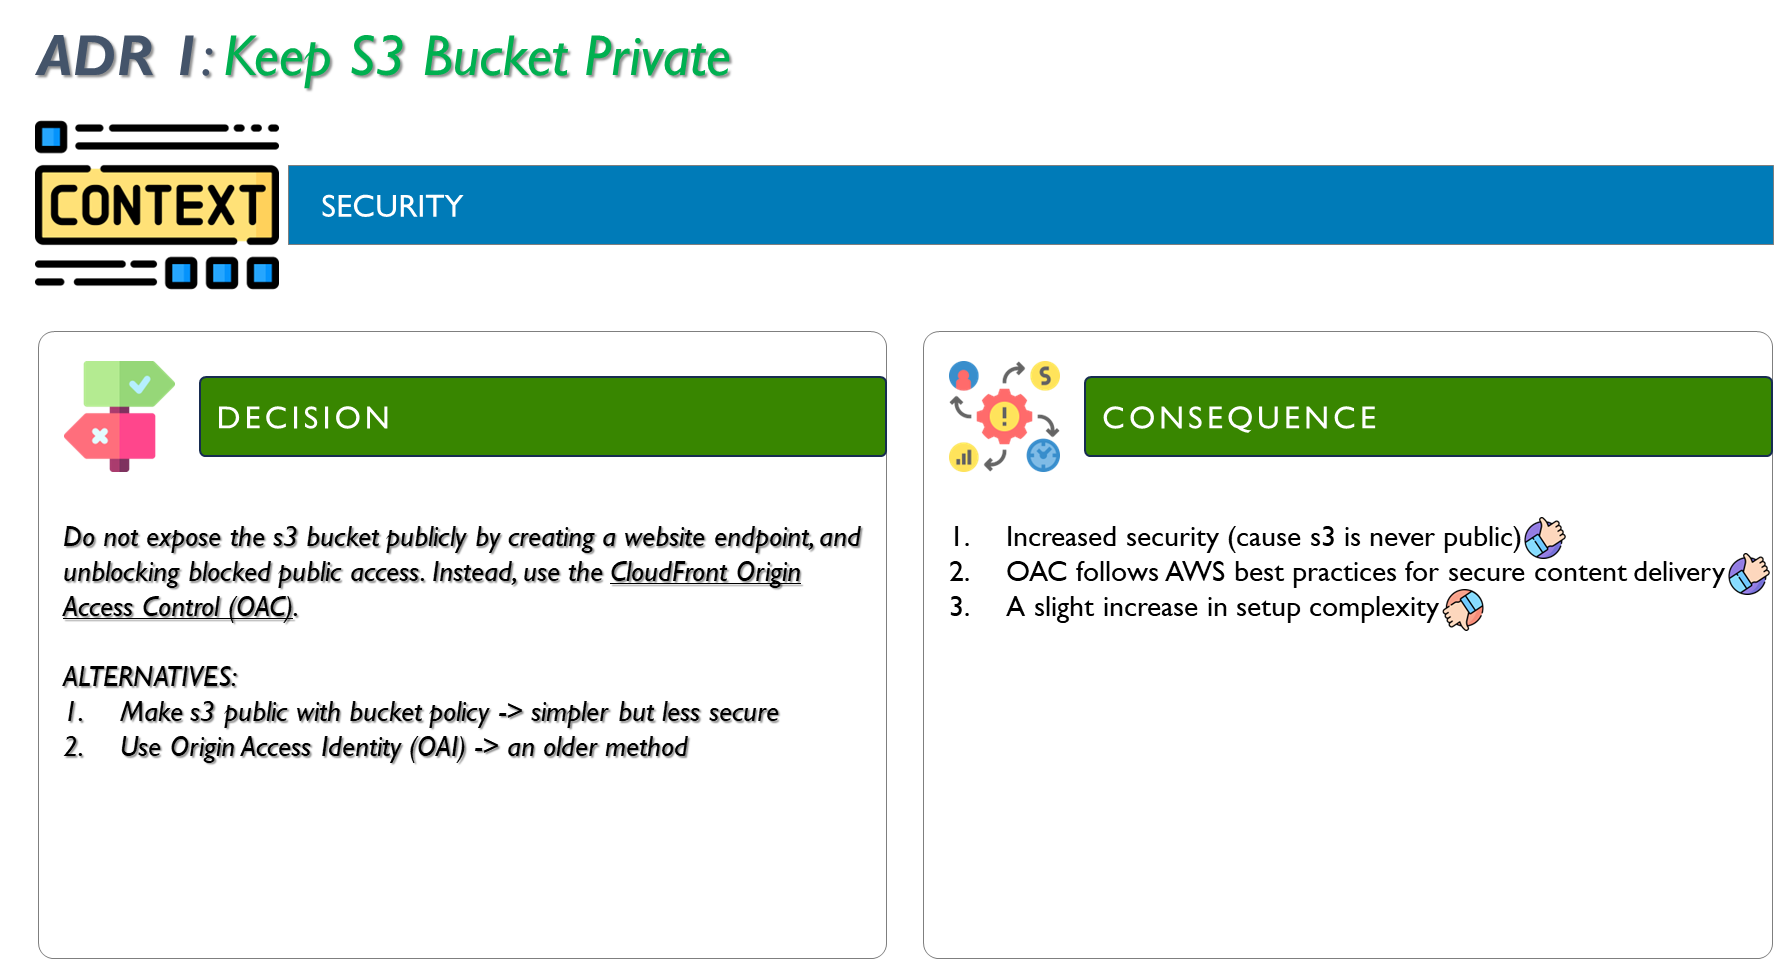 ADR 1: Keep S3 Bucket Private
CONTEXT
SECURITY
DECISION
Do not expose the s3 bucket publicly by creating a website endpoint, and
unblocking blocked public access. Instead, use the CloudFront Origin
Access Control (OAC).
ALTERNATIVES:
1. Make s3 public with bucket policy -> simpler but less secure
2. Use Origin Access Identity (OAI) -> an older method
CONSEQUENCE
1. Increased security (cause s3 is never public)
2. OAC follows AWS best practices for secure content delivery
3. A slight increase in setup complexity